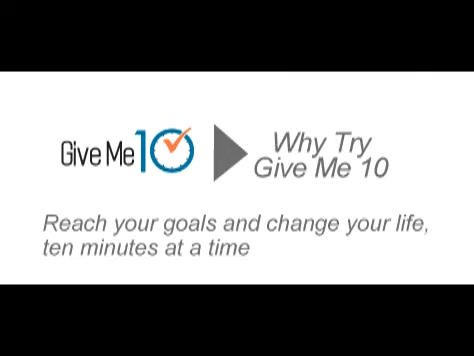 Give Me 10
Why Try
Give Me 10
Reach your goals and change your life,
ten minutes at a time